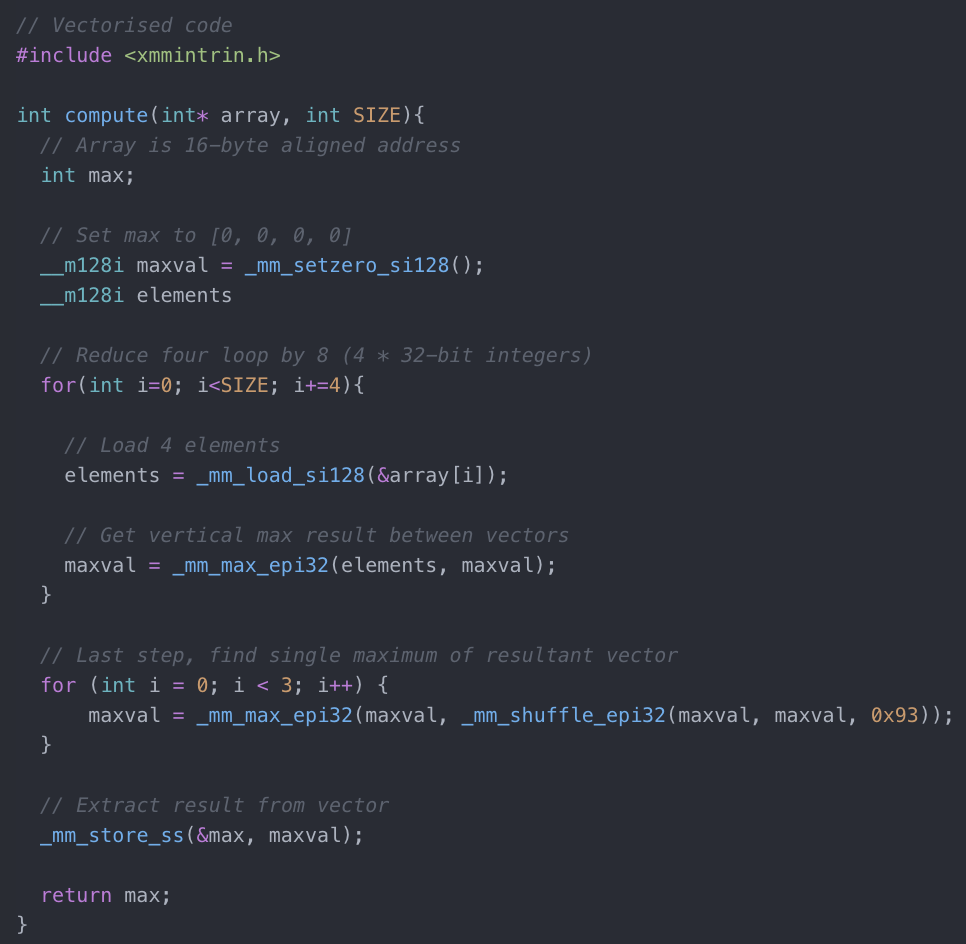 // Vectorised code
#include <xmmintrin.h>
int compute(int* array, int SIZE){
// Array is 16-byte aligned address
int max;
// Set max to [0, 0, 0, 0]
__m128i maxval = _mm_setzero_si128();
__m128i elements
// Reduce four loop by 8 (4 * 32-bit integers)
for(int i=0; i<SIZE; i+=4){
// Load 4 elements
elements = _mm_load_si128(&array[i]);
// Get vertical max result between vectors
maxval = _mm_max_epi32(elements, maxval);
}
// Last step, find single maximum of resultant vector
for (int i = 0; i < 3; i++) {
maxval = _mm_max_epi32(maxval, _mm_shuffle_epi32(maxval, maxval, 0x93));
}
// Extract result from vector
_mm_store_ss(&max, maxval);
return max;
}